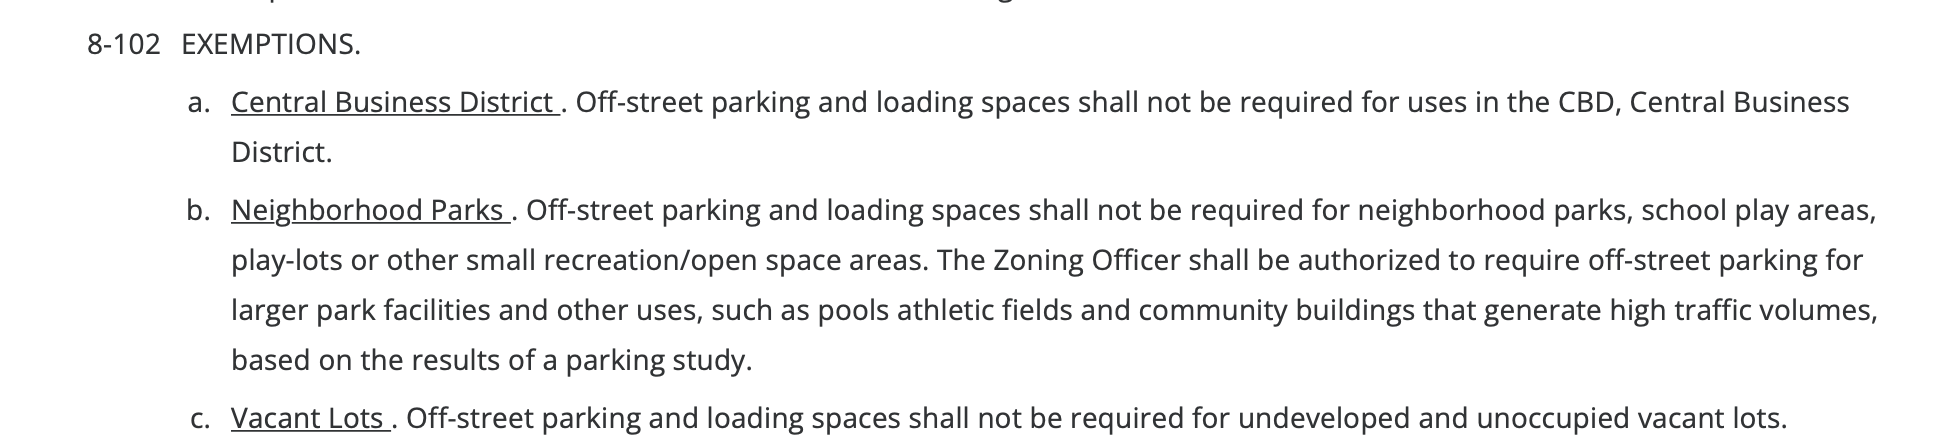 8-102 EXEMPTIONS.
a. Central Business District . Off-street parking and loading spaces shall not be required for uses in the CBD, Central Business
District.
b. Neighborhood Parks . Off-street parking and loading spaces shall not be required for neighborhood parks, school play areas,
play-lots or other small recreation/open space areas. The Zoning Officer shall be authorized to require off-street parking for
larger park facilities and other uses, such as pools athletic fields and community buildings that generate high traffic volumes,
based on the results of a parking study.
c. Vacant Lots . Off-street parking and loading spaces shall not be required for undeveloped and unoccupied vacant lots.